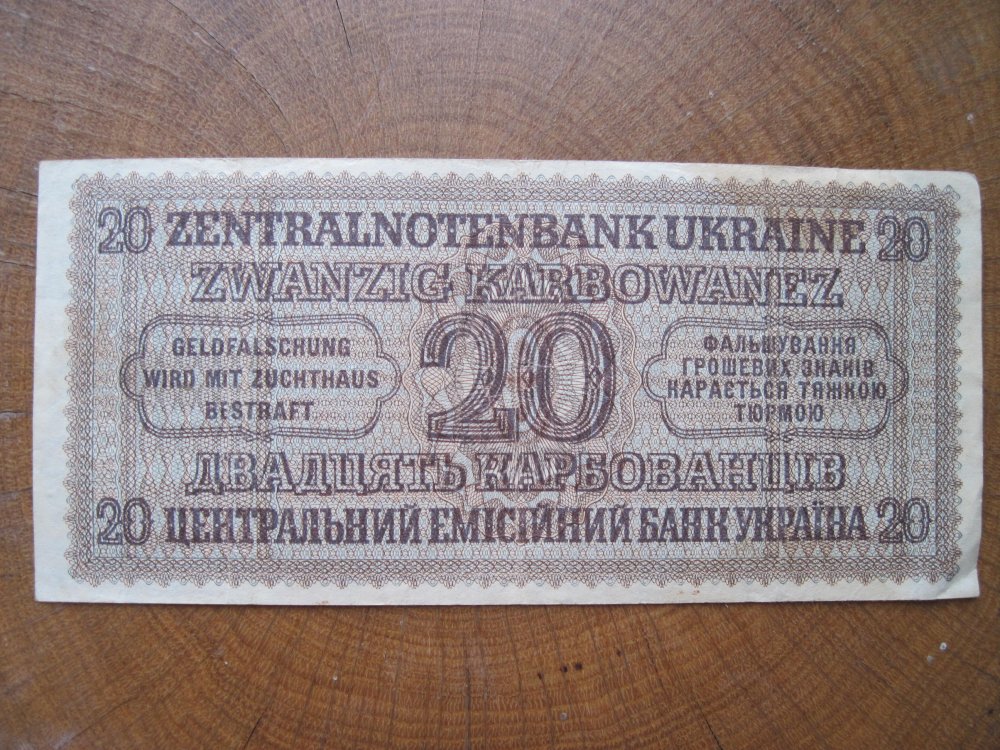 20 ZENTRALNOTENBANK UKRAINE 20
ZWANZIG KARBOWANEZ
GELDFÄLSCHUNG
WIRD MIT ZUCHTHAUS
BESTRAFT
20
ФАЛЬШУВАННЯ
ГРОШЕВИХ ЗНАКІВ
КАРАЄТЬСЯ ТЯЖКОЮ
ТЮРМОЮ
ДВАДЦЯТЬ КАРБОВАНЦІВ
20 ЦЕНТРАЛЬНИЙ ЕМІСІЙНИЙ БАНК УКРАЇНА 20